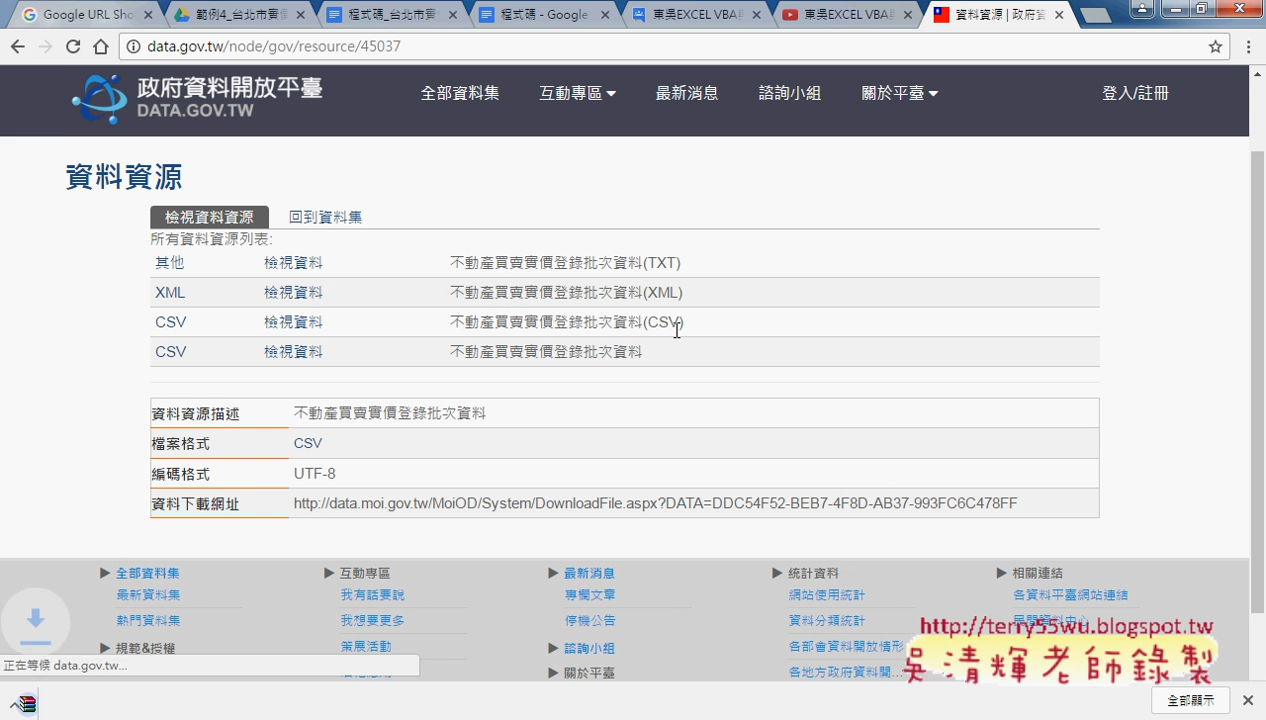 Google URL Sho
範例4_台北市實價
程式碼_台北市實
程式碼 - Google
東吳EXCEL VBA與
東吳EXCEL VBA與
資料資源 | 政府資
data.gov.tw/node/gov/resource/45037
政府資料開放平臺
DATA.GOV.TW
全部資料集 互動專區 最新消息 諮詢小組 關於平臺 登入/註冊
資料資源
檢視資料資源 回到資料集
所有資料資源列表:
其他 檢視資料 不動產買賣實價登錄批次資料(TXT)
XML 檢視資料 不動產買賣實價登錄批次資料(XML)
CSV 檢視資料 不動產買賣實價登錄批次資料(CSV)
CSV 檢視資料 不動產買賣實價登錄批次資料
資料資源描述 不動產買賣實價登錄批次資料
檔案格式 CSV
編碼格式 UTF-8
資料下載網址 http://data.moi.gov.tw/MoiOD/System/DownloadFile.aspx?DATA=DDC54F52-BEB7-4F8D-AB37-993FC6C478FF
全部資料集 互動專區 最新消息 統計資料 相關連結
最新資料集 我有話要說 專欄文章 網站使用統計 各資料平臺網站連結
熱門資料集 我想要更多 停機公告 資料分類統計
規範&授權 策展活動 諮詢小組 各部會資料開放情形
關於平臺 各地方政府資料開...
http://terry55wu.blogspot.tw
吳清輝老師錄製
正在等候 data.gov.tw...
全部顯示